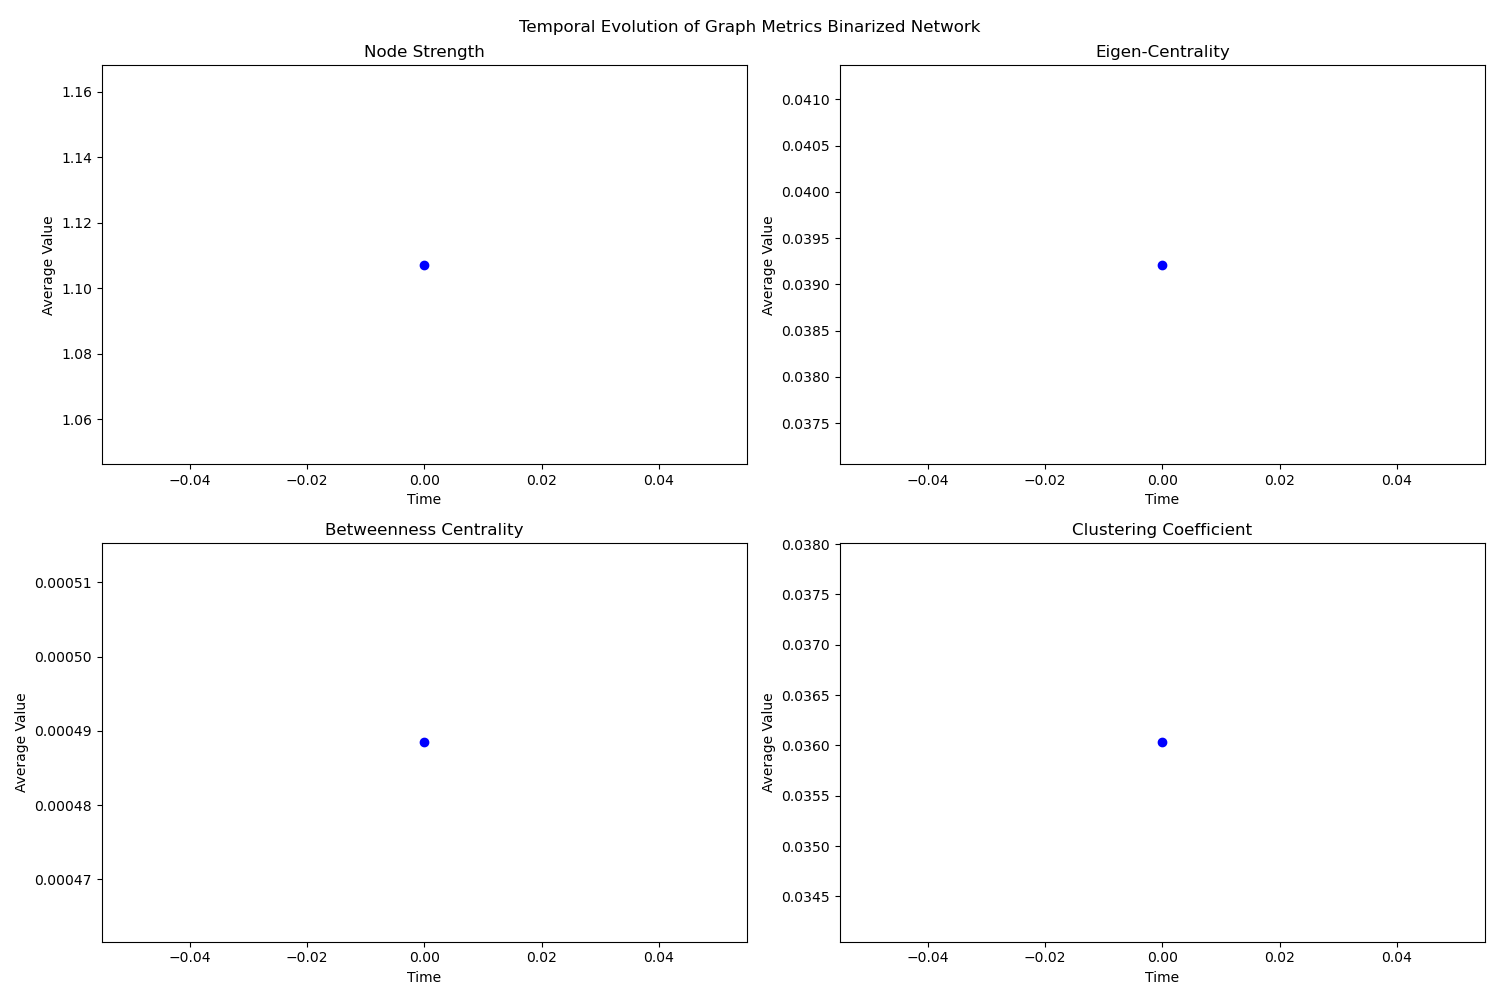 Temporal Evolution of Graph Metrics Binarized Network
Node Strength
1.16
1.14
1.12
1.10
1.08
1.06
Average Value
−0.04 −0.02 0.00 0.02 0.04
Time
Eigen-Centrality
0.0410
0.0405
0.0400
0.0395
0.0390
0.0385
0.0380
0.0375
Average Value
−0.04 −0.02 0.00 0.02 0.04
Time
Betweenness Centrality
0.00051
0.00050
0.00049
0.00048
0.00047
Average Value
−0.04 −0.02 0.00 0.02 0.04
Time
Clustering Coefficient
0.0380
0.0375
0.0370
0.0365
0.0360
0.0355
0.0350
0.0345
Average Value
−0.04 −0.02 0.00 0.02 0.04
Time